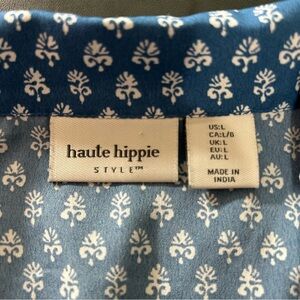 haute hippie
STYLE™
US:L
CA:L/G
UK:L
EU:L
AU:L
MADE IN
INDIA